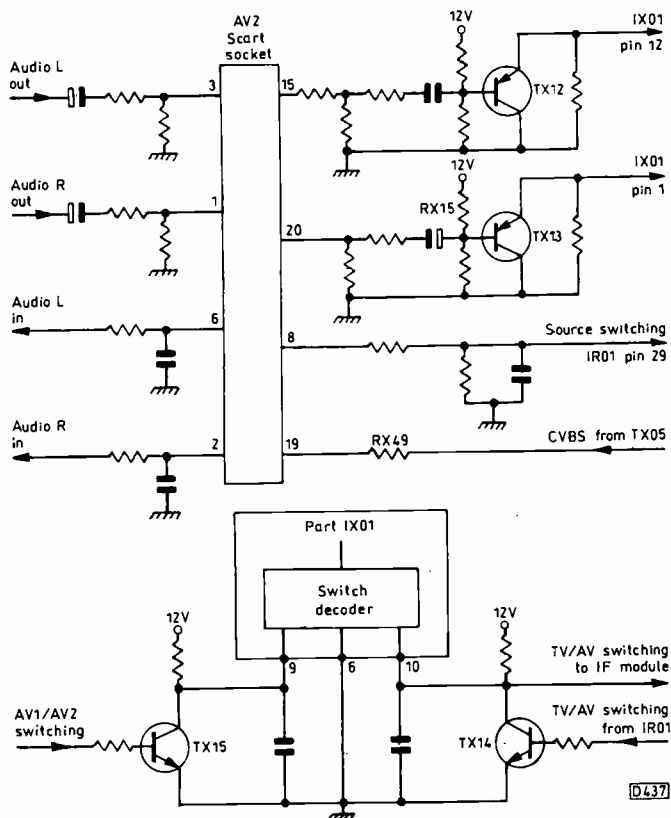 AV2
Scart
socket
Audio L
out
3
15
12V
TX12
IX01
pin 12
Audio R
out
1
20
12V
RX15
TX13
IX01
pin 1
Audio L
in
6
8
Source switching
IR01 pin 29
Audio R
in
2
19
RX49
CVBS from TX05
Part IX01
Switch
decoder
9
6
10
12V
12V
TV/AV switching
to IF module
AV1/AV2
switching
TX15
TX14
TV/AV switching
from IR01
D437